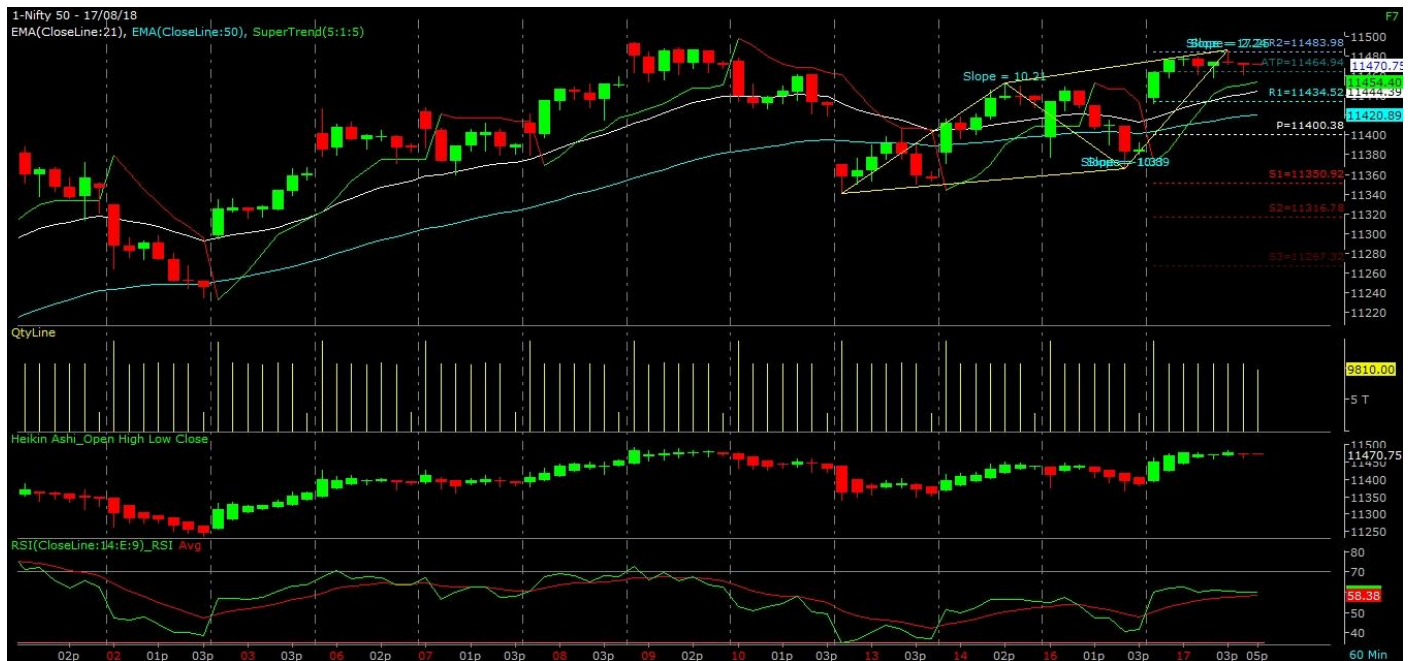 1-Nifty 50 - 17/08/18
F7
EMA(CloseLine:21), EMA(CloseLine:50), SuperTrend(5:1:5)
11500
R2=11483.98
11480
Slope = 10.21
ATP=11464.94
11470.75
11454.40
R1=11434.52
11444.39
11420.89
P=11400.38
11400
11380
S1=11350.92
11360
11340
S2=11316.78
11320
11300
11280
S3=11267.32
11260
11240
11220
QtyLine
9810.00
5 T
Heikin Ashi_Open High Low Close
11500
11470.75
11450
11400
11350
11300
11250
RSI(CloseLine:14:E:9)_RSI Avg
80
70
58.38
50
40
02p 02 01p 03p 03 03p 06 02p 07 01p 03p 08 03p 09 02p 10 01p 03p 13 03p 14 02p 16 01p 03p 17 03p 05p
60 Min